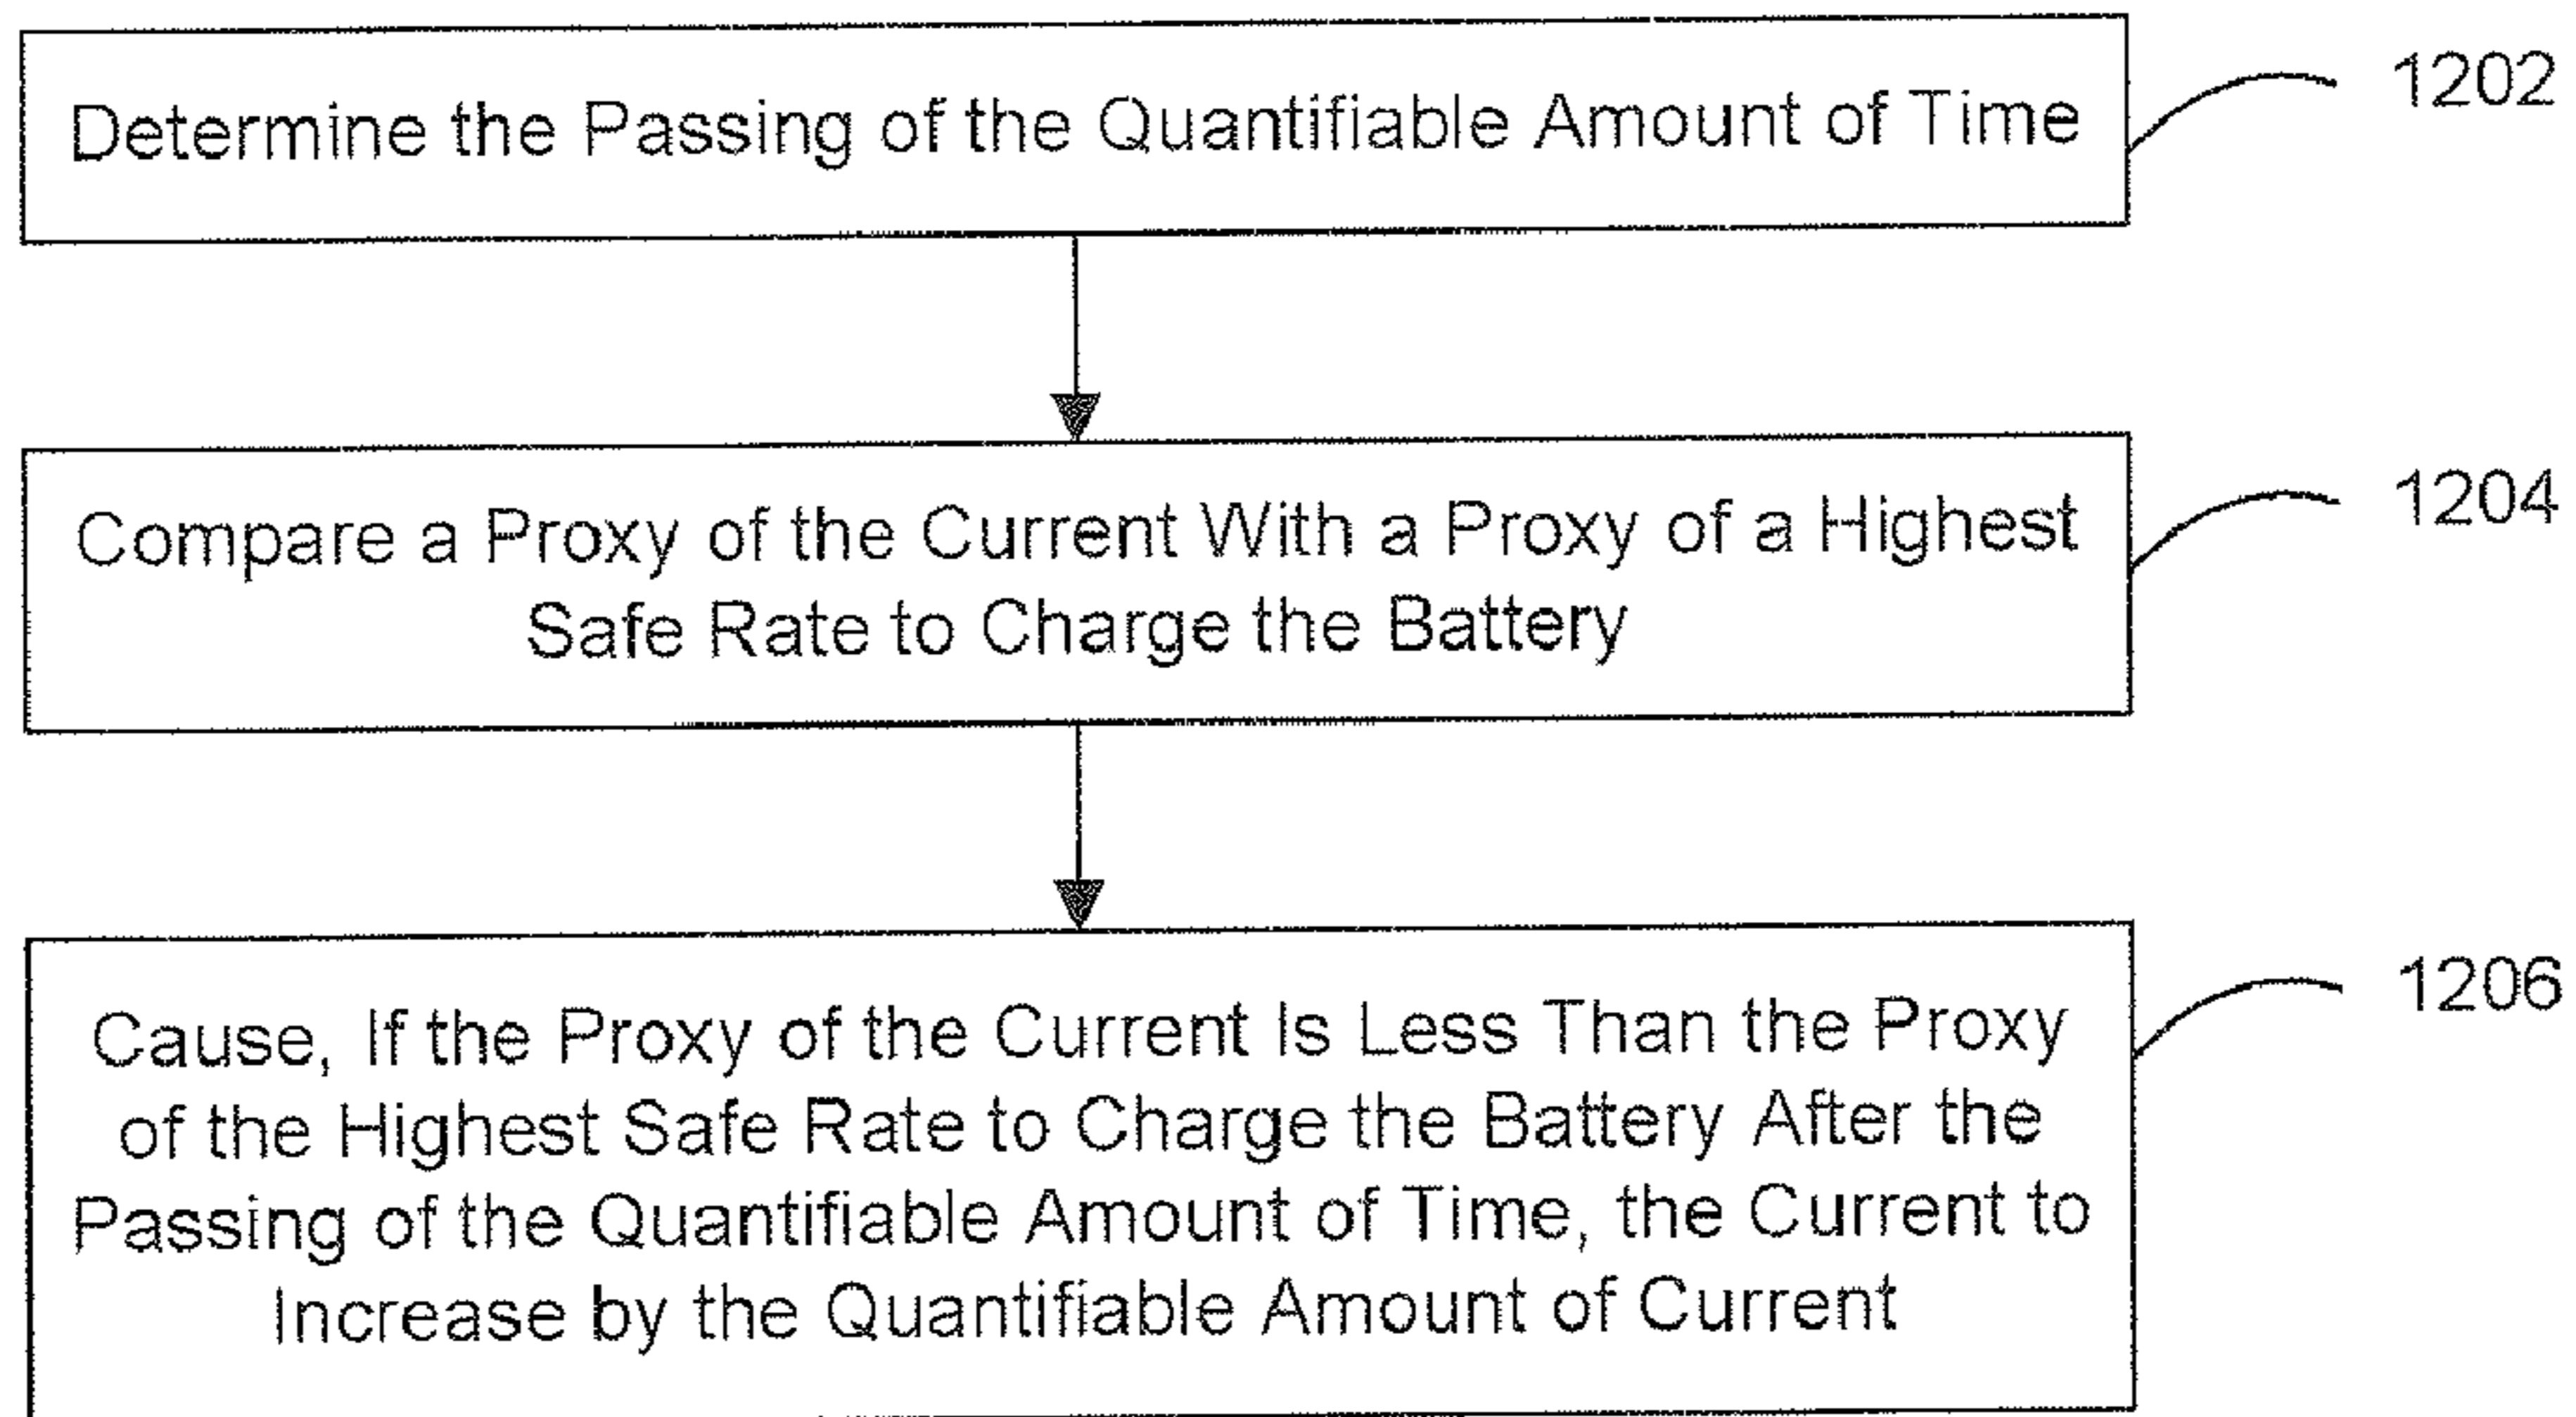 Determine the Passing of the Quantifiable Amount of Time
1202
Compare a Proxy of the Current With a Proxy of a Highest
Safe Rate to Charge the Battery
1204
Cause, If the Proxy of the Current Is Less Than the Proxy
of the Highest Safe Rate to Charge the Battery After the
Passing of the Quantifiable Amount of Time, the Current to
Increase by the Quantifiable Amount of Current
1206